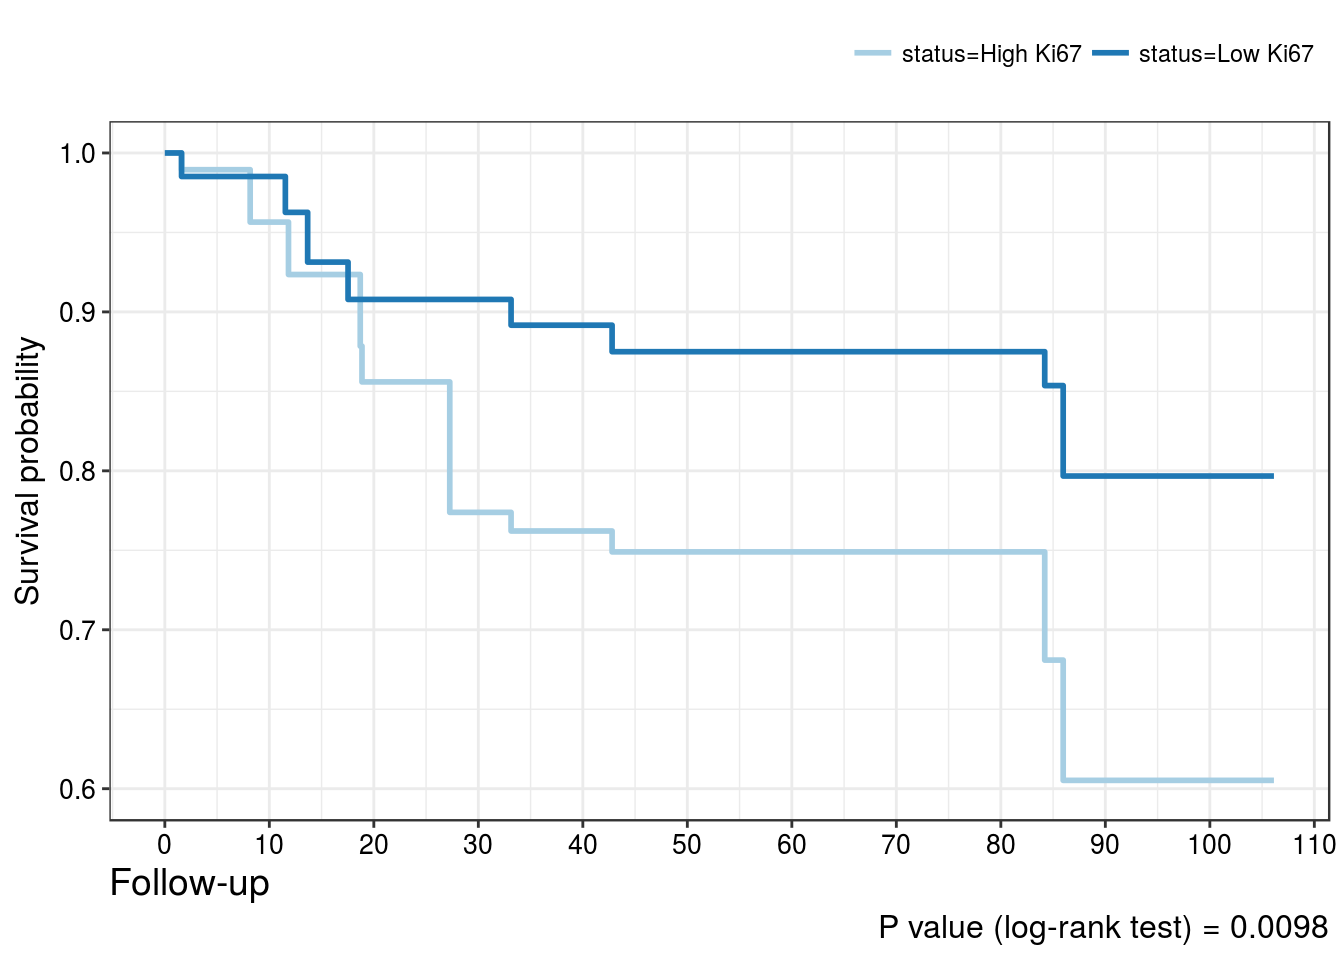 status=High Ki67 status=Low Ki67
Survival probability
1.0
0.9
0.8
0.7
0.6
0 10 20 30 40 50 60 70 80 90 100 110
Follow-up
P value (log-rank test) = 0.0098